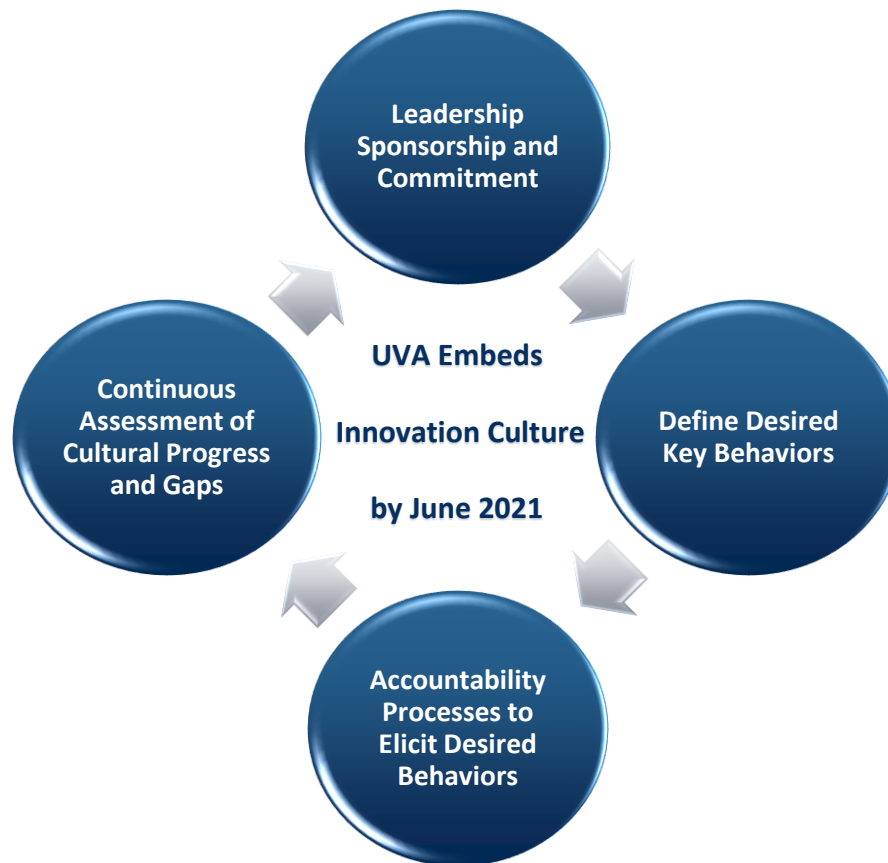 Leadership
Sponsorship and
Commitment
UVA Embeds
Innovation Culture
by June 2021
Define Desired
Key Behaviors
Accountability
Processes to
Elicit Desired
Behaviors
Continuous
Assessment of
Cultural Progress
and Gaps